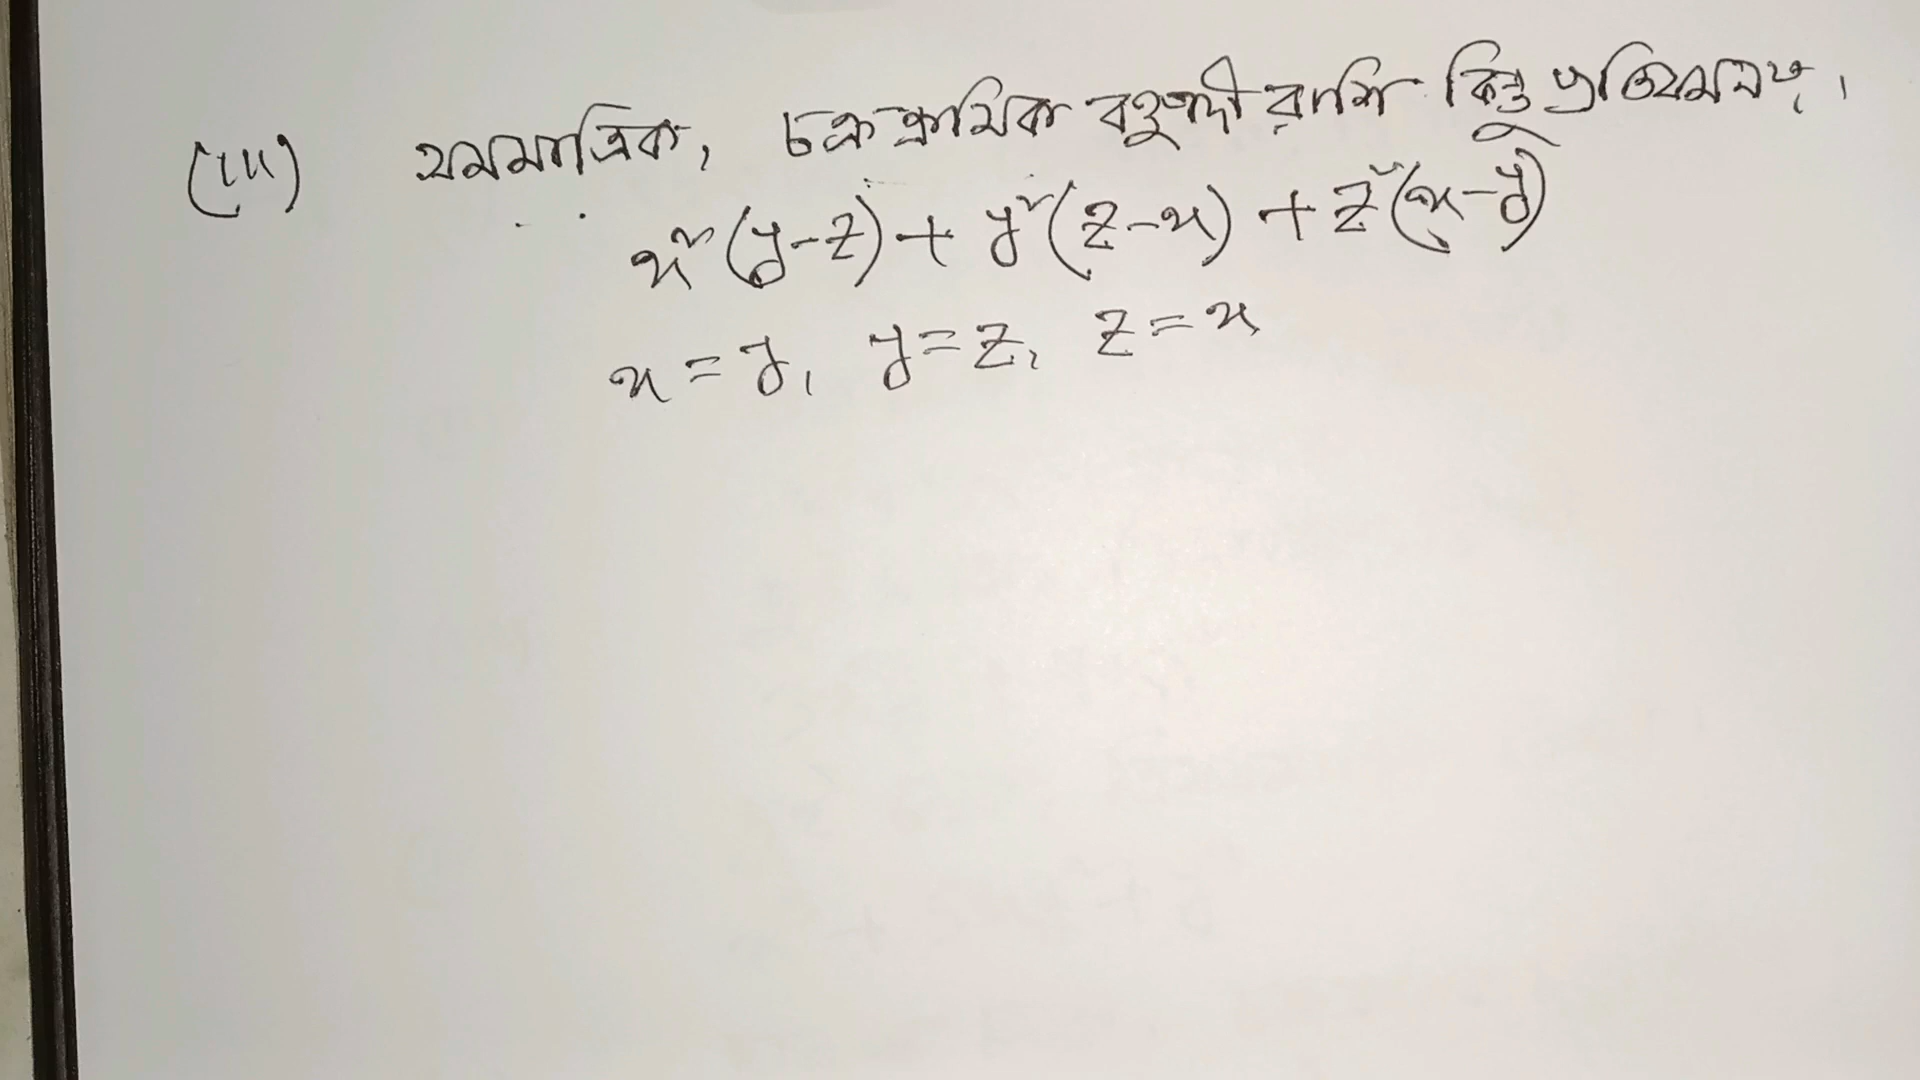 (iii) সমমাত্রিক, চক্রক্রমিক বহুপদী রাশি কিন্তু প্রতিসম নয়।
x²(y-z) + y²(z-x) + z²(x-y)
x = y, y = z, z = x